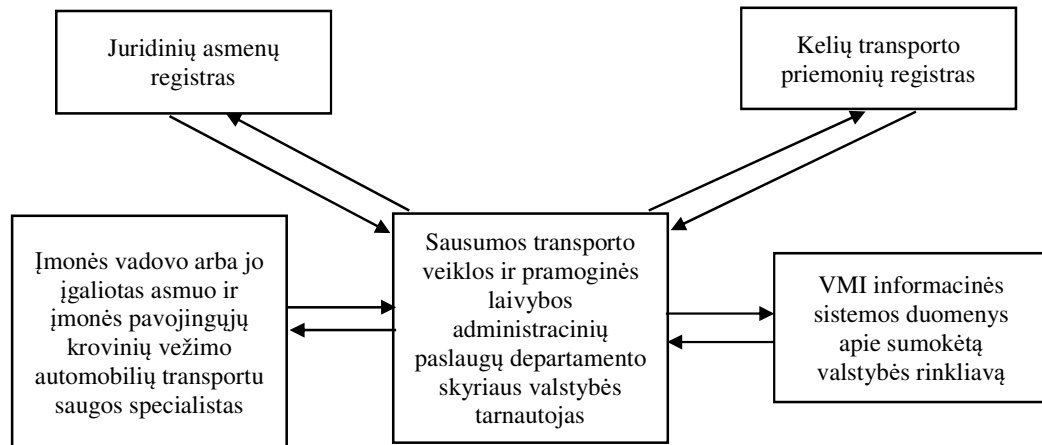 Juridinių asmenų
registras
Kelių transporto
priemonių registras
Įmonės vadovo arba jo
įgaliotas asmuo ir
įmonės pavojingųjų
krovinių vežimo
automobilių transportu
saugos specialistas
Sausumos transporto
veiklos ir pramoginės
laivybos
administracinių
paslaugų departamento
skyriaus valstybės
tarnautojas
VMI informacinės
sistemos duomenys
apie sumokėtą
valstybės rinkliavą